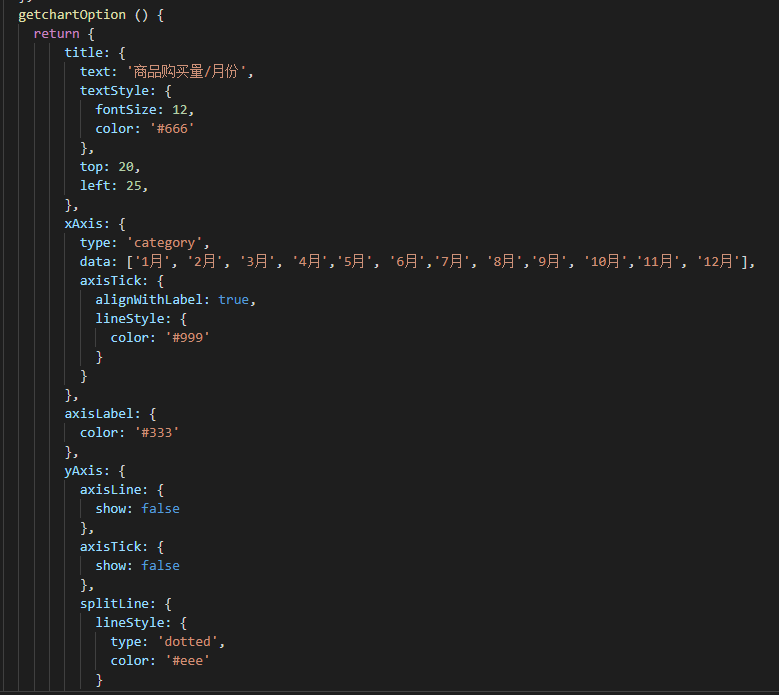 getchartOption () {
return {
title: {
text: '商品购买量/月份',
textStyle: {
fontSize: 12,
color: '#666'
},
top: 20,
left: 25,
},
xAxis: {
type: 'category',
data: ['1月', '2月', '3月', '4月','5月', '6月','7月', '8月','9月', '10月','11月', '12月'],
axisTick: {
alignWithLabel: true,
lineStyle: {
color: '#999'
}
}
},
axisLabel: {
color: '#333'
},
yAxis: {
axisLine: {
show: false
},
axisTick: {
show: false
},
splitLine: {
lineStyle: {
type: 'dotted',
color: '#eee'
}